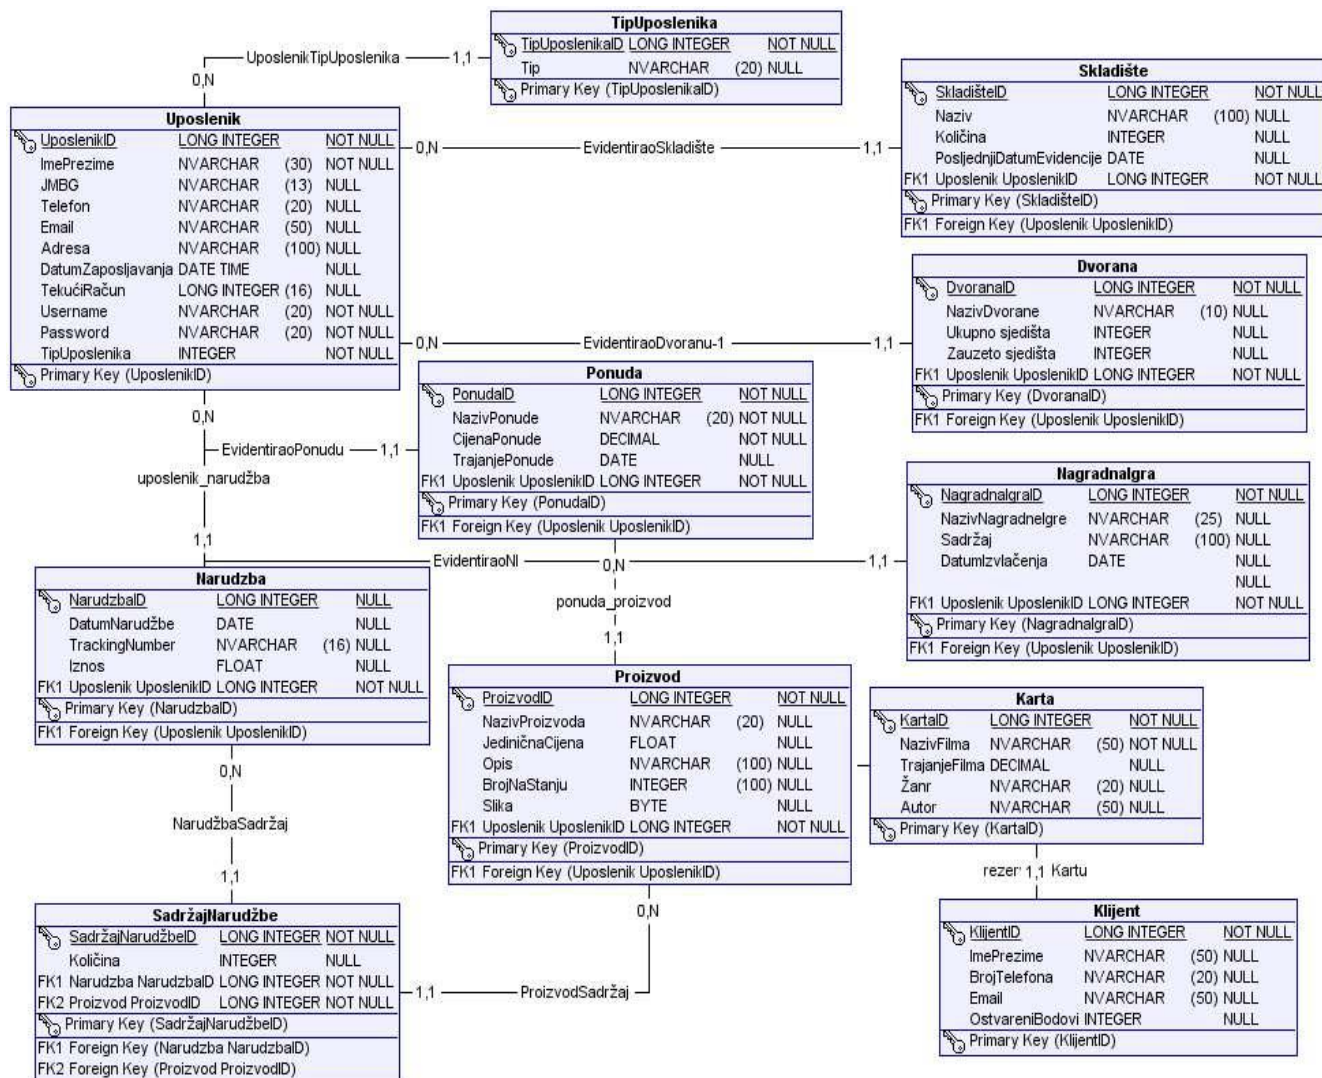 TipUposlenika
TipUposlenikaID LONG INTEGER NOT NULL
Tip NVARCHAR (20) NULL
Primary Key (TipUposlenikaID)
UposlenikTipUposlenika
1,1
0,N
Uposlenik
UposlenikID LONG INTEGER NOT NULL
ImePrezime NVARCHAR (30) NOT NULL
JMBG NVARCHAR (13) NULL
Telefon NVARCHAR (20) NULL
Email NVARCHAR (50) NULL
Adresa NVARCHAR (100) NULL
DatumZaposljavanja DATE TIME NULL
TekućiRačun LONG INTEGER (16) NULL
Username NVARCHAR (20) NOT NULL
Password NVARCHAR (20) NOT NULL
TipUposlenika INTEGER NOT NULL
Primary Key (UposlenikID)
0,N
EvidentiraoSkladište
1,1
Skladište
SkladišteID LONG INTEGER NOT NULL
Naziv NVARCHAR (100) NULL
Količina INTEGER NULL
PosljednjiDatumEvidencije DATE NULL
FK1 Uposlenik UposlenikID LONG INTEGER NOT NULL
Primary Key (SkladišteID)
FK1 Foreign Key (Uposlenik UposlenikID)
0,N
EvidentiraoDvoranu-1
1,1
Dvorana
DvoranaID LONG INTEGER NOT NULL
NazivDvorane NVARCHAR (10) NULL
Ukupno sjedišta INTEGER NULL
Zauzeto sjedišta INTEGER NULL
FK1 Uposlenik UposlenikID LONG INTEGER NOT NULL
Primary Key (DvoranaID)
FK1 Foreign Key (Uposlenik UposlenikID)
0,N
EvidentiraoPonudu
1,1
uposlenik_narudžba
1,1
Ponuda
PonudaID LONG INTEGER NOT NULL
NazivPonude NVARCHAR (20) NOT NULL
CijenaPonude DECIMAL NOT NULL
TrajanjePonude DATE NULL
FK1 Uposlenik UposlenikID LONG INTEGER NOT NULL
Primary Key (PonudaID)
FK1 Foreign Key (Uposlenik UposlenikID)
EvidentiraoNI
0,N
1,1
NagradnaIgra
NagradnaIgraID LONG INTEGER NOT NULL
NazivNagradneIgre NVARCHAR (25) NULL
Sadržaj NVARCHAR (100) NULL
DatumIzvlačenja DATE NULL
NULL
FK1 Uposlenik UposlenikID LONG INTEGER NOT NULL
Primary Key (NagradnaIgraID)
FK1 Foreign Key (Uposlenik UposlenikID)
ponuda_proizvod
1,1
Narudzba
NarudzbaID LONG INTEGER NULL
DatumNarudžbe DATE NULL
TrackingNumber NVARCHAR (16) NULL
Iznos FLOAT NULL
FK1 Uposlenik UposlenikID LONG INTEGER NOT NULL
Primary Key (NarudzbaID)
FK1 Foreign Key (Uposlenik UposlenikID)
Proizvod
ProizvodID LONG INTEGER NOT NULL
NazivProizvoda NVARCHAR (20) NULL
JediničnaCijena FLOAT NULL
Opis NVARCHAR (100) NULL
BrojNaStanju INTEGER (100) NULL
Slika BYTE NULL
FK1 Uposlenik UposlenikID LONG INTEGER NOT NULL
Primary Key (ProizvodID)
FK1 Foreign Key (Uposlenik UposlenikID)
Karta
KartaID LONG INTEGER NOT NULL
NazivFilma NVARCHAR (50) NOT NULL
TrajanjeFilma DECIMAL NULL
Žanr NVARCHAR (20) NULL
Autor NVARCHAR (50) NULL
Primary Key (KartaID)
0,N
NarudžbaSadržaj
1,1
rezer 1,1 Kartu
SadržajNarudžbe
SadržajNarudžbeID LONG INTEGER NOT NULL
Količina INTEGER NULL
FK1 Narudzba NarudzbaID LONG INTEGER NOT NULL
FK2 Proizvod ProizvodID LONG INTEGER NOT NULL
Primary Key (SadržajNarudžbeID)
FK1 Foreign Key (Narudzba NarudzbaID)
FK2 Foreign Key (Proizvod ProizvodID)
0,N
1,1
ProizvodSadržaj
Klijent
KlijentID LONG INTEGER NOT NULL
ImePrezime NVARCHAR (50) NULL
BrojTelefona NVARCHAR (20) NULL
Email NVARCHAR (50) NULL
OstvareniBodovi INTEGER NULL
Primary Key (KlijentID)